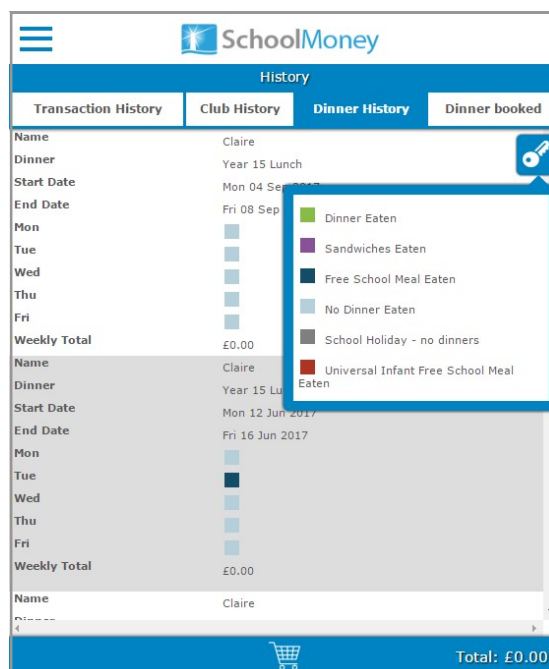 SchoolMoney
History
Transaction History Club History Dinner History Dinner booked
Name Claire
Dinner Year 15 Lunch
Start Date Mon 04 Sep 2017
End Date Fri 08 Sep
Mon
Tue
Wed
Thu
Fri
Weekly Total £0.00
Dinner Eaten
Sandwiches Eaten
Free School Meal Eaten
No Dinner Eaten
School Holiday - no dinners
Universal Infant Free School Meal
Eaten
Name Claire
Dinner Year 15 Lu
Start Date Mon 12 Jun 2017
End Date Fri 16 Jun 2017
Mon
Tue
Wed
Thu
Fri
Weekly Total £0.00
Name Claire
Total: £0.00